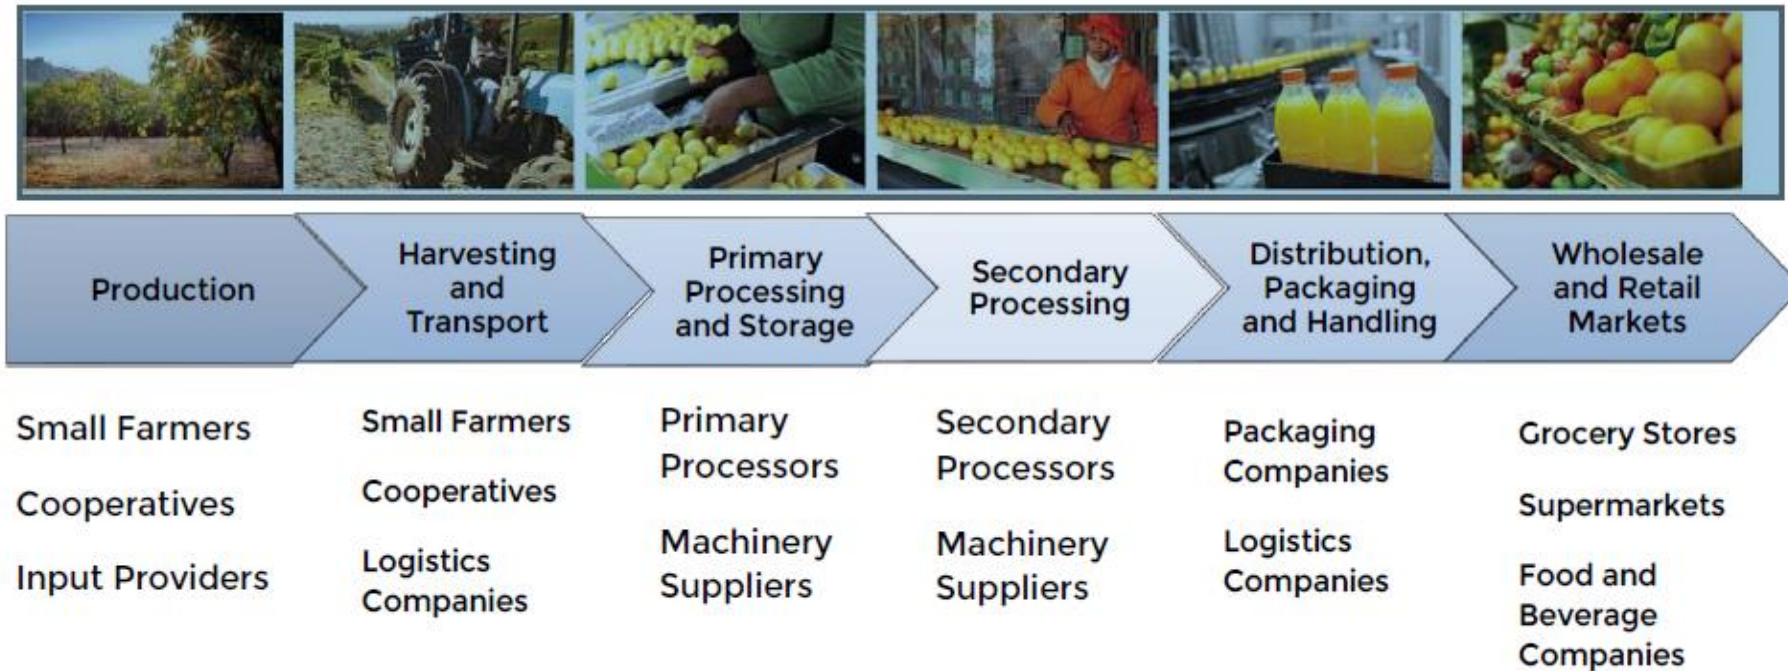 Production
Harvesting
and
Transport
Primary
Processing
and Storage
Secondary
Processing
Distribution,
Packaging
and Handling
Wholesale
and Retail
Markets
Small Farmers
Cooperatives
Input Providers
Small Farmers
Cooperatives
Logistics
Companies
Primary
Processors
Machinery
Suppliers
Secondary
Processors
Machinery
Suppliers
Packaging
Companies
Logistics
Companies
Grocery Stores
Supermarkets
Food and
Beverage
Companies